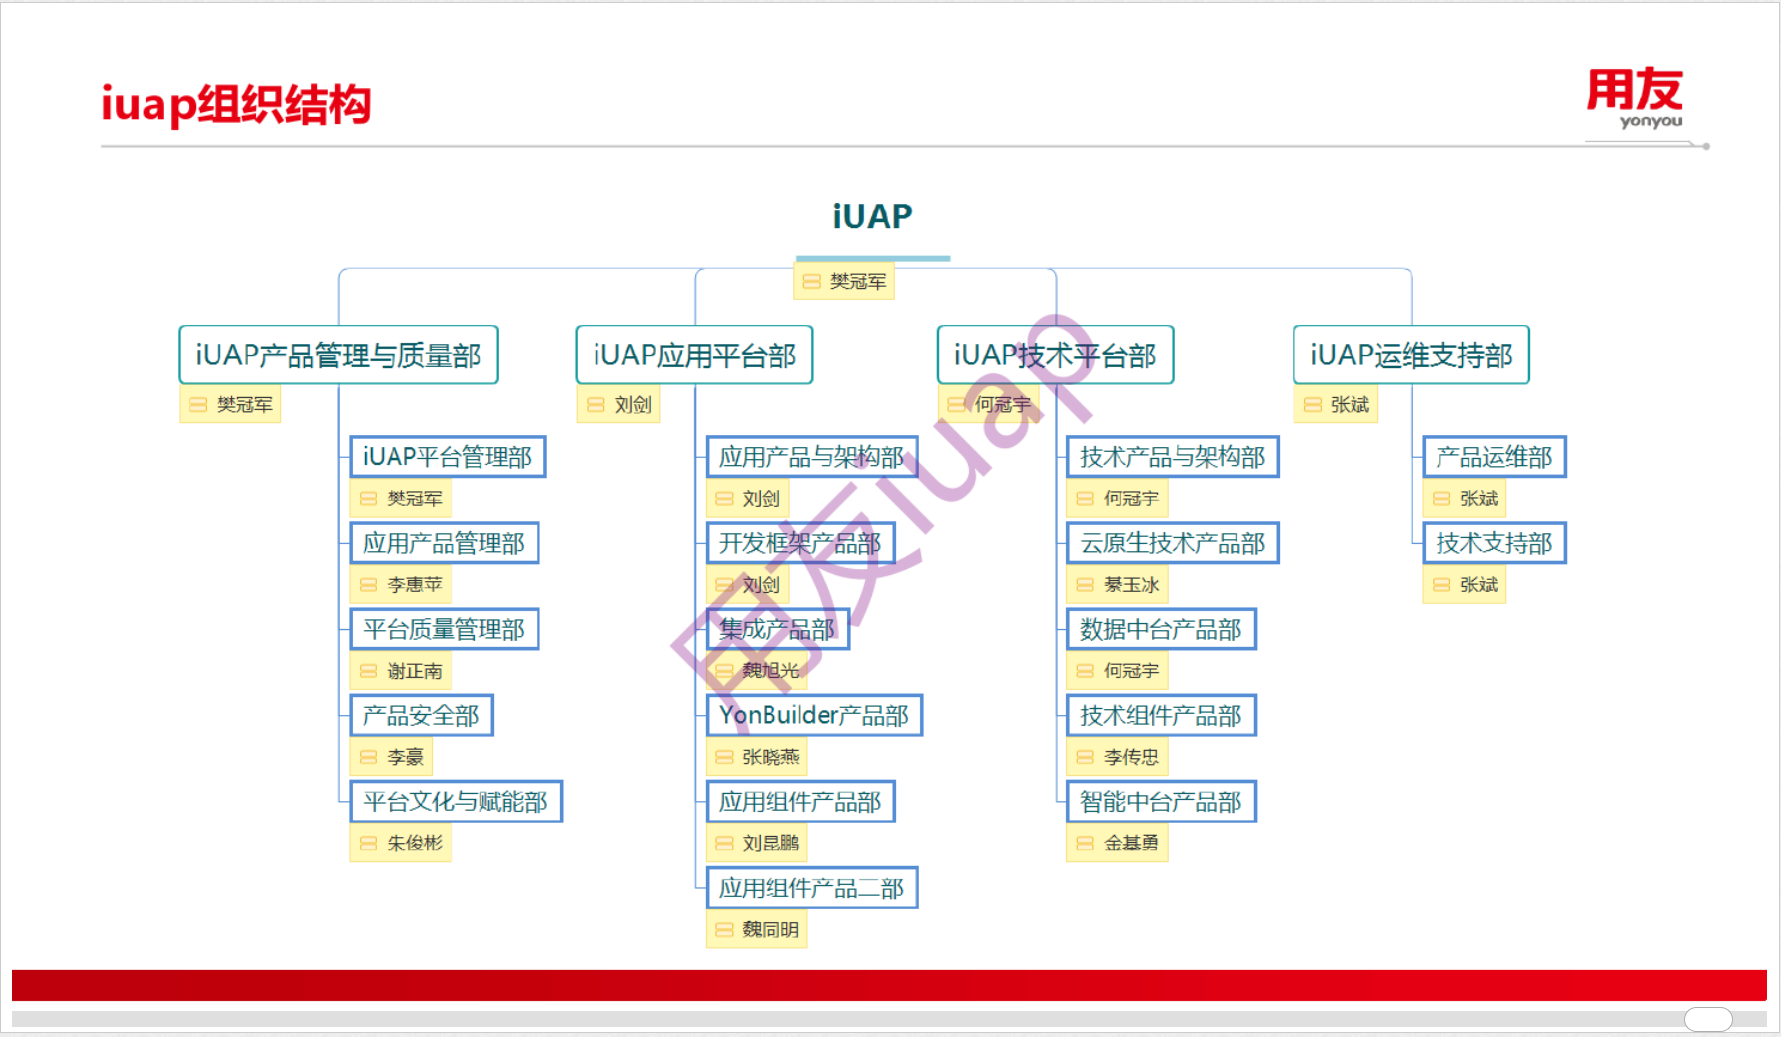 iuap组织结构
用友
yonyou
iUAP
樊冠军
iUAP产品管理与质量部
樊冠军
iUAP平台管理部
樊冠军
应用产品管理部
李惠苹
平台质量管理部
谢正南
产品安全部
李豪
平台文化与赋能部
朱俊彬
iUAP应用平台部
刘剑
应用产品与架构部
刘剑
开发框架产品部
刘剑
集成产品部
魏旭光
YonBuilder产品部
张晓燕
应用组件产品部
刘昆鹏
应用组件产品二部
魏同明
iUAP技术平台部
何冠宇
技术产品与架构部
何冠宇
云原生技术产品部
綦玉冰
数据中台产品部
何冠宇
技术组件产品部
李传忠
智能中台产品部
金基勇
iUAP运维支持部
张斌
产品运维部
张斌
技术支持部
张斌
用友iuap